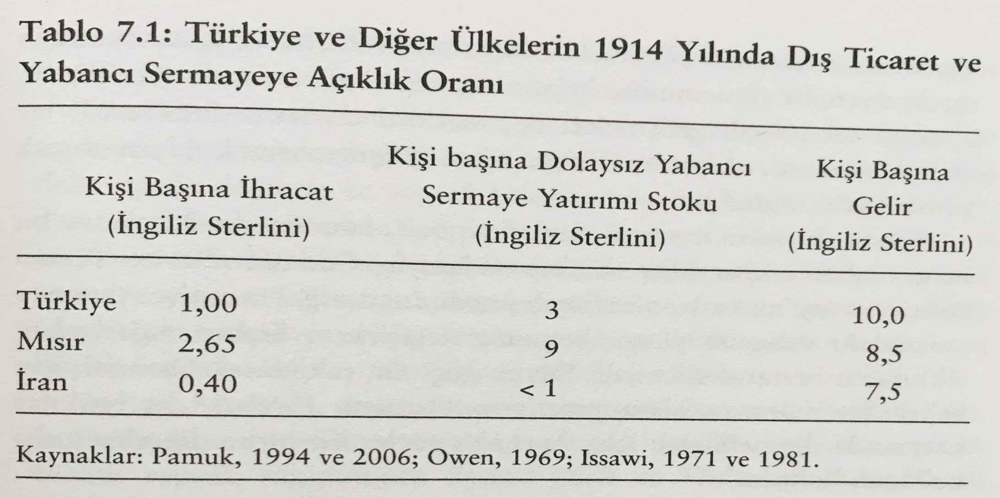 Tablo 7.1: Türkiye ve Diğer Ülkelerin 1914 Yılında Dış Ticaret ve
Yabancı Sermayeye Açıklık Oranı
Kişi Başına İhracat
(İngiliz Sterlini)
Kişi başına Dolaysız Yabancı
Sermaye Yatırımı Stoku
(İngiliz Sterlini)
Kişi Başına
Gelir
(İngiliz Sterlini)
Türkiye 1,00 3 10,0
Mısır 2,65 9 8,5
İran 0,40 < 1 7,5
Kaynaklar: Pamuk, 1994 ve 2006; Owen, 1969; Issawi, 1971 ve 1981.